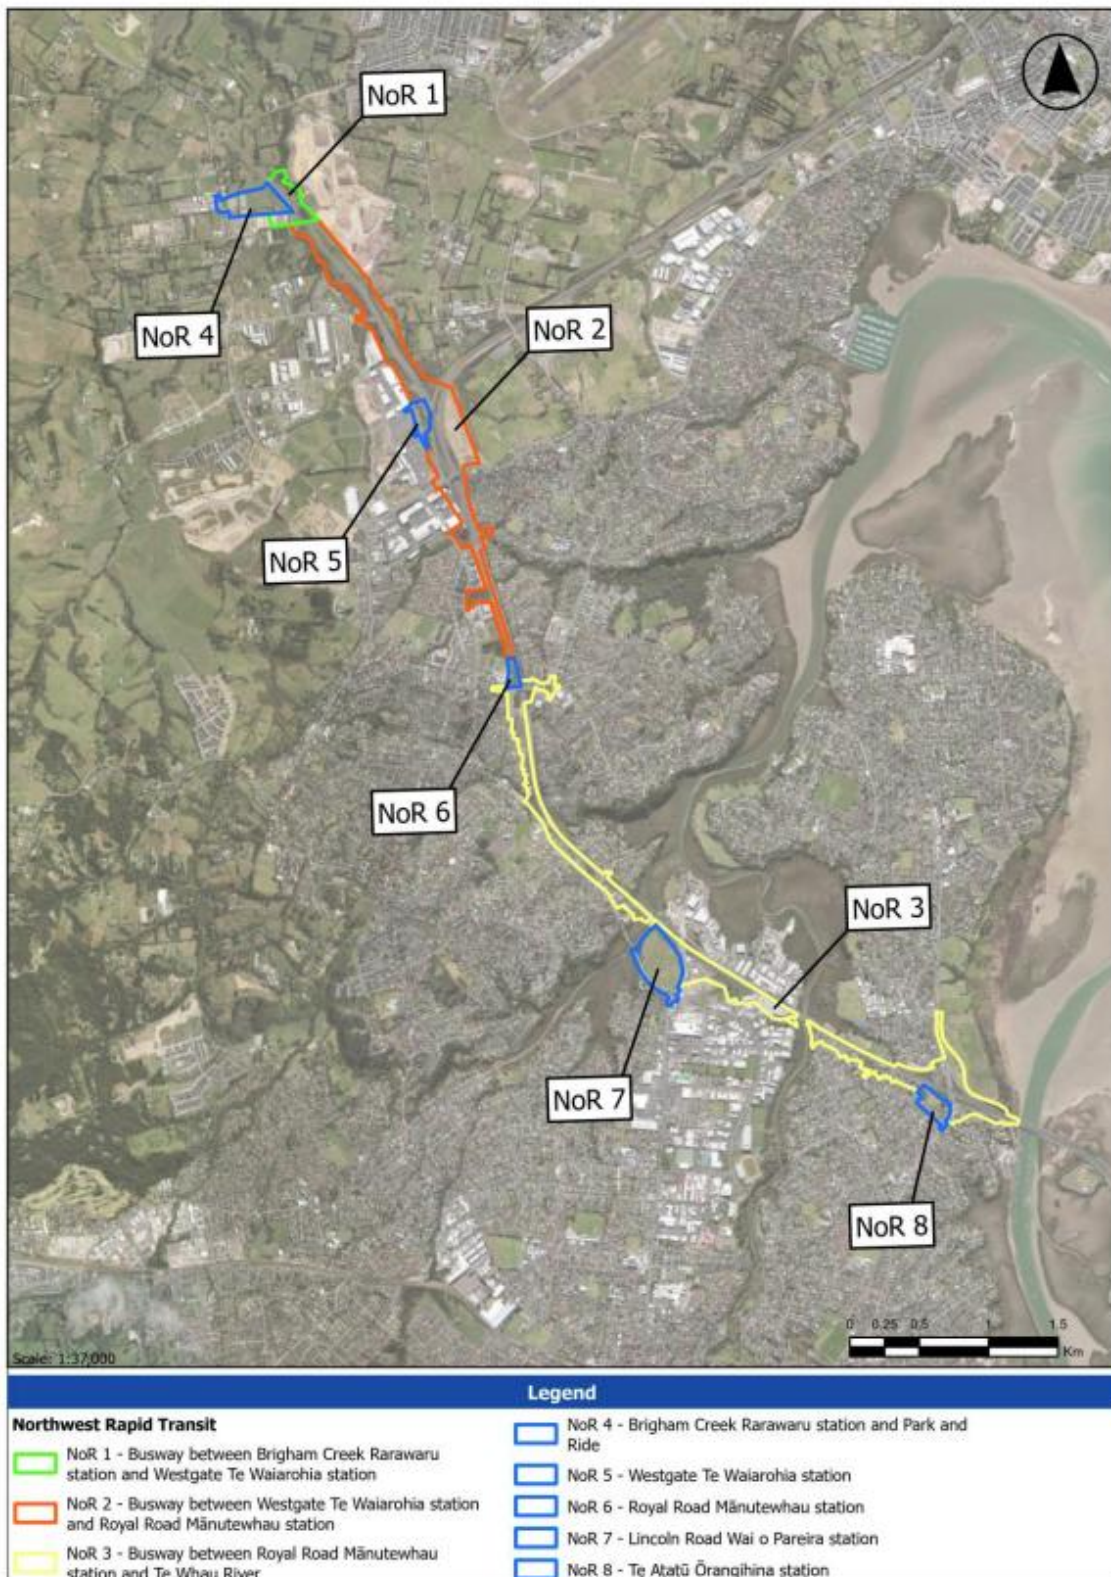 NoR 1
NoR 4
NoR 2
NoR 5
NoR 6
NoR 3
NoR 7
NoR 8
0 0.25 0.5 1 1.5
Km
Scale: 1:37,000
Legend
Northwest Rapid Transit
NoR 1 - Busway between Brigham Creek Rarawaru
station and Westgate Te Waiarohia station
NoR 2 - Busway between Westgate Te Waiarohia station
and Royal Road Mānutewhau station
NoR 3 - Busway between Royal Road Mānutewhau
station and Te Whau River
NoR 4 - Brigham Creek Rarawaru station and Park and
Ride
NoR 5 - Westgate Te Waiarohia station
NoR 6 - Royal Road Mānutewhau station
NoR 7 - Lincoln Road Wai o Pareira station
NoR 8 - Te Atatū Ōrangihina station